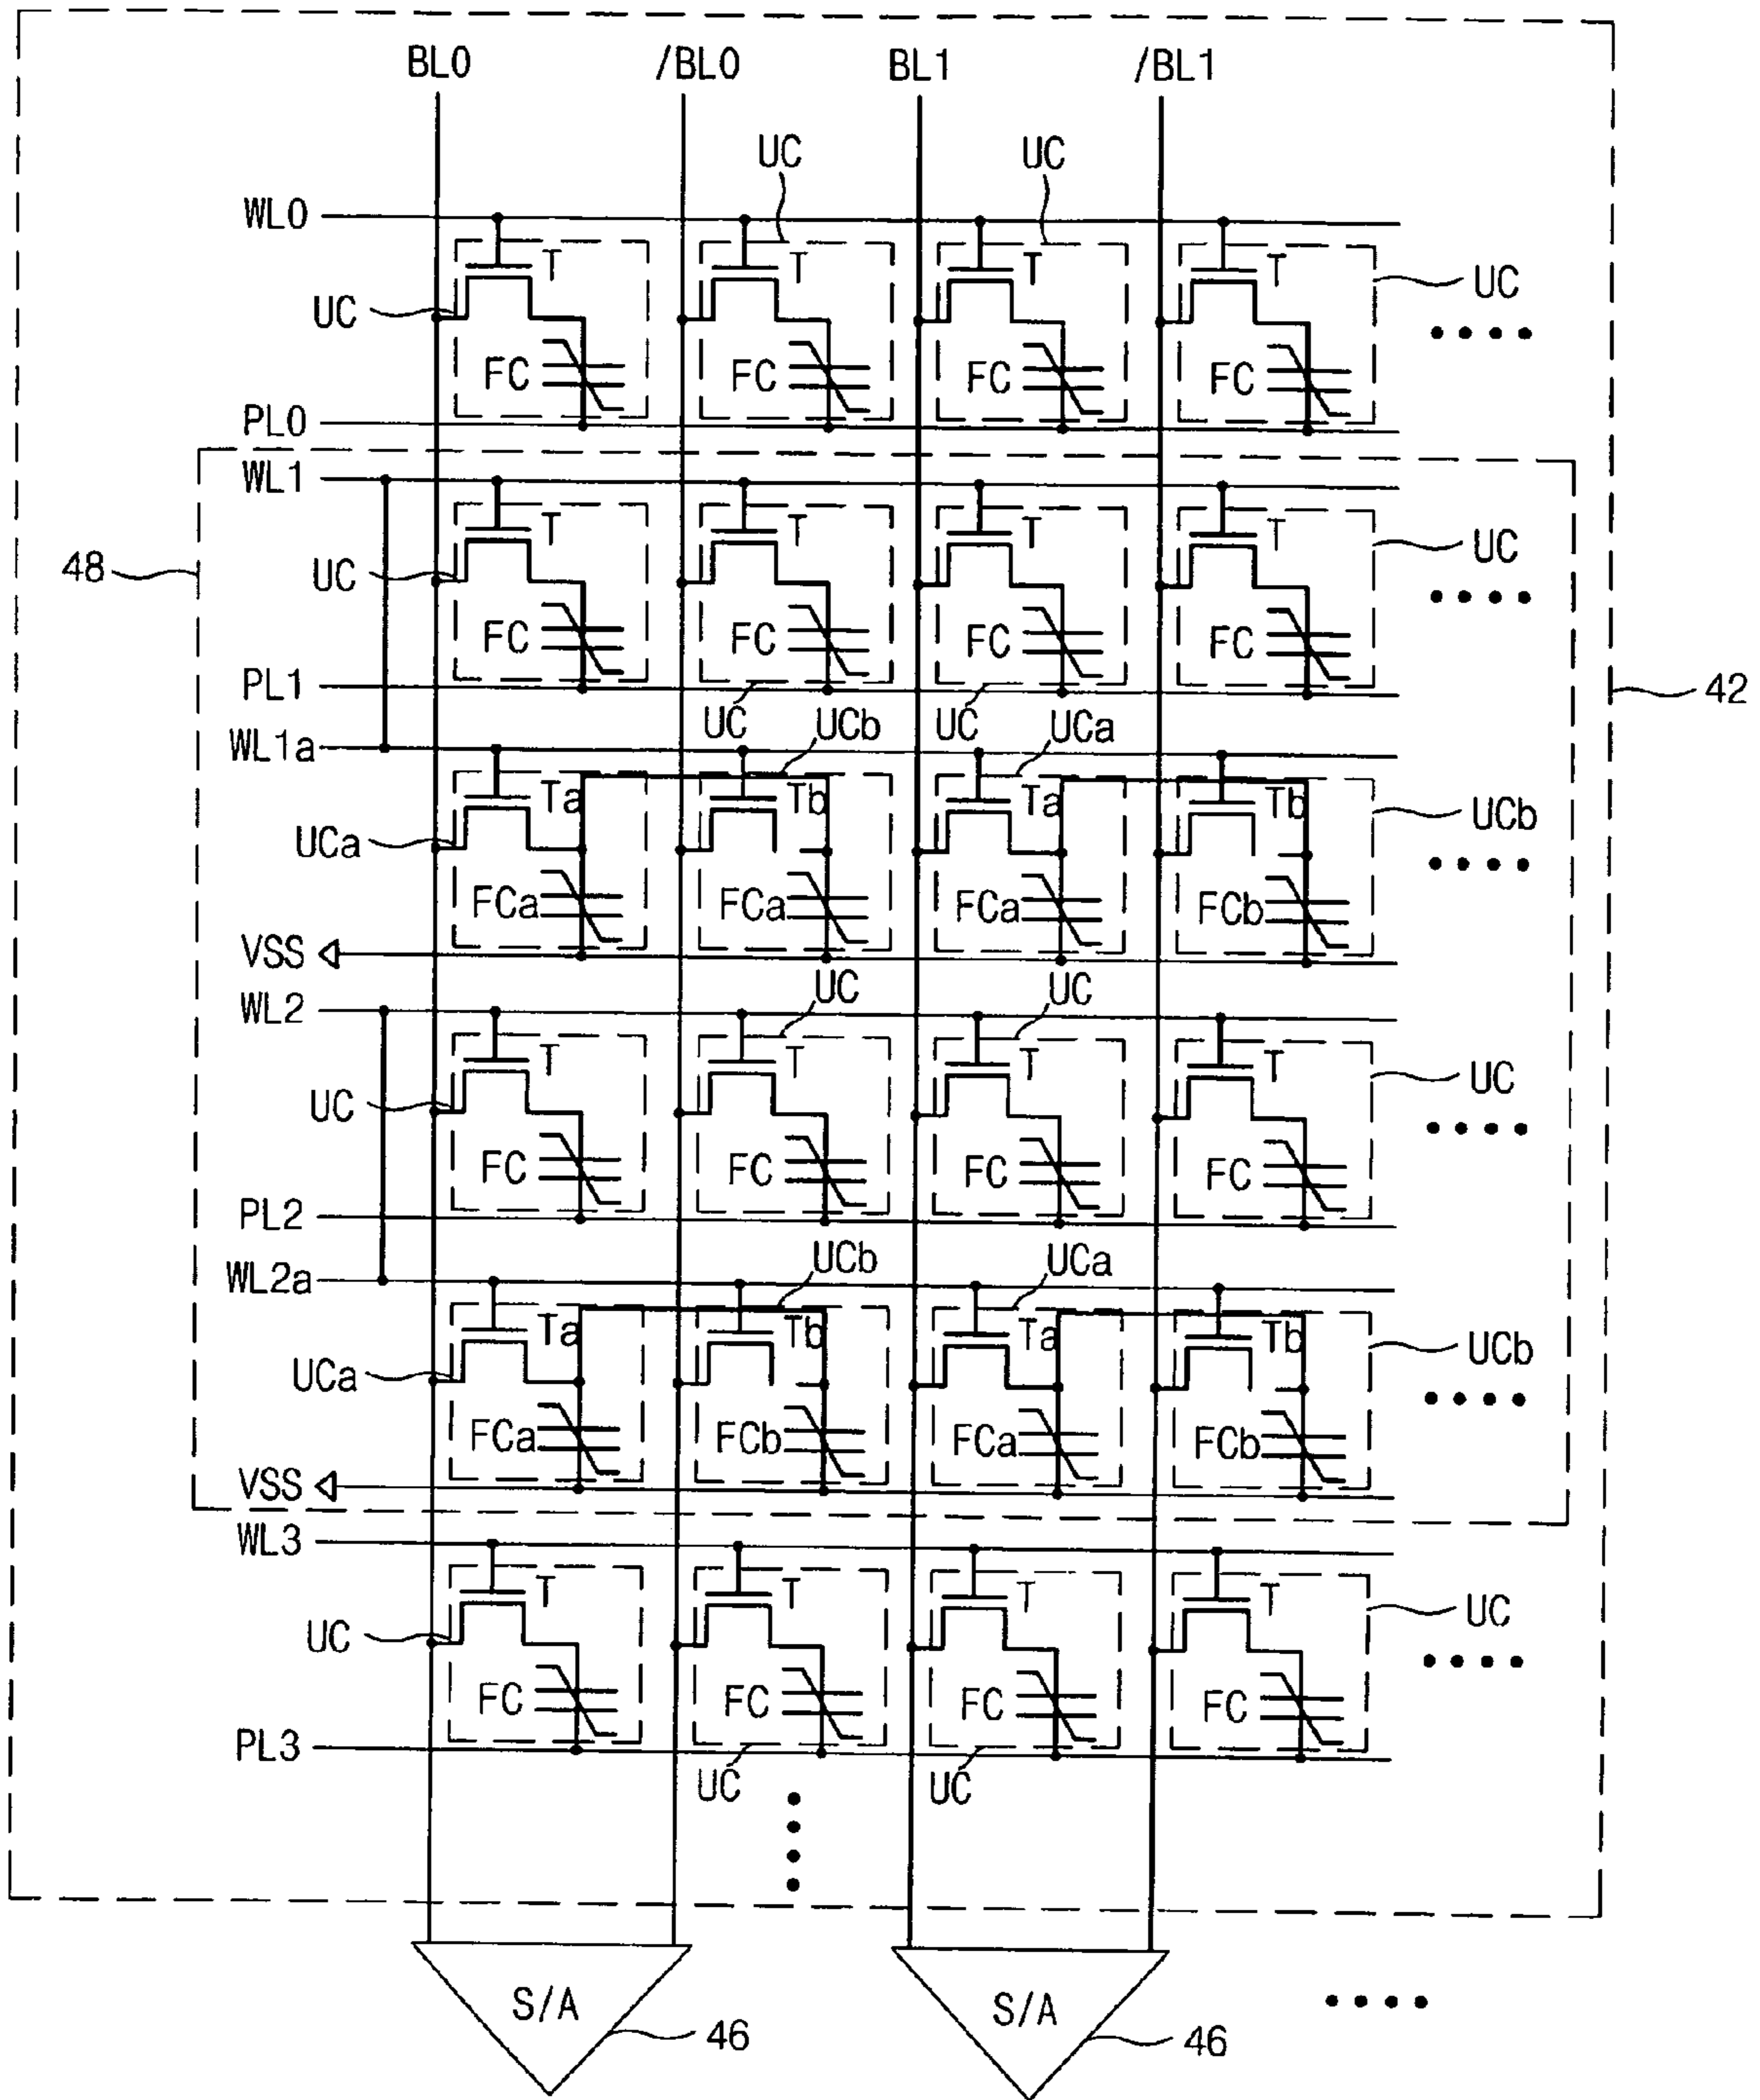 BL0 /BL0 BL1 /BL1
UC UC
WL0
T T T T
UC UC
FC FC FC FC
PL0
WL1
T T T T
48 UC UC
FC FC FC FC
PL1 42
UC UCb UC UCa
WL1a
Ta Tb Ta Tb
UCa UCb
FCa FCa FCa FCb
VSS
UC UC
WL2
T T T T
UC UC
FC FC FC FC
PL2
UCb UCa
WL2a
Ta Tb Ta Tb
UCa UCb
FCa FCb FCa FCb
VSS
WL3
T T T T
UC UC
FC FC FC FC
PL3
UC UC
S/A S/A
46 46